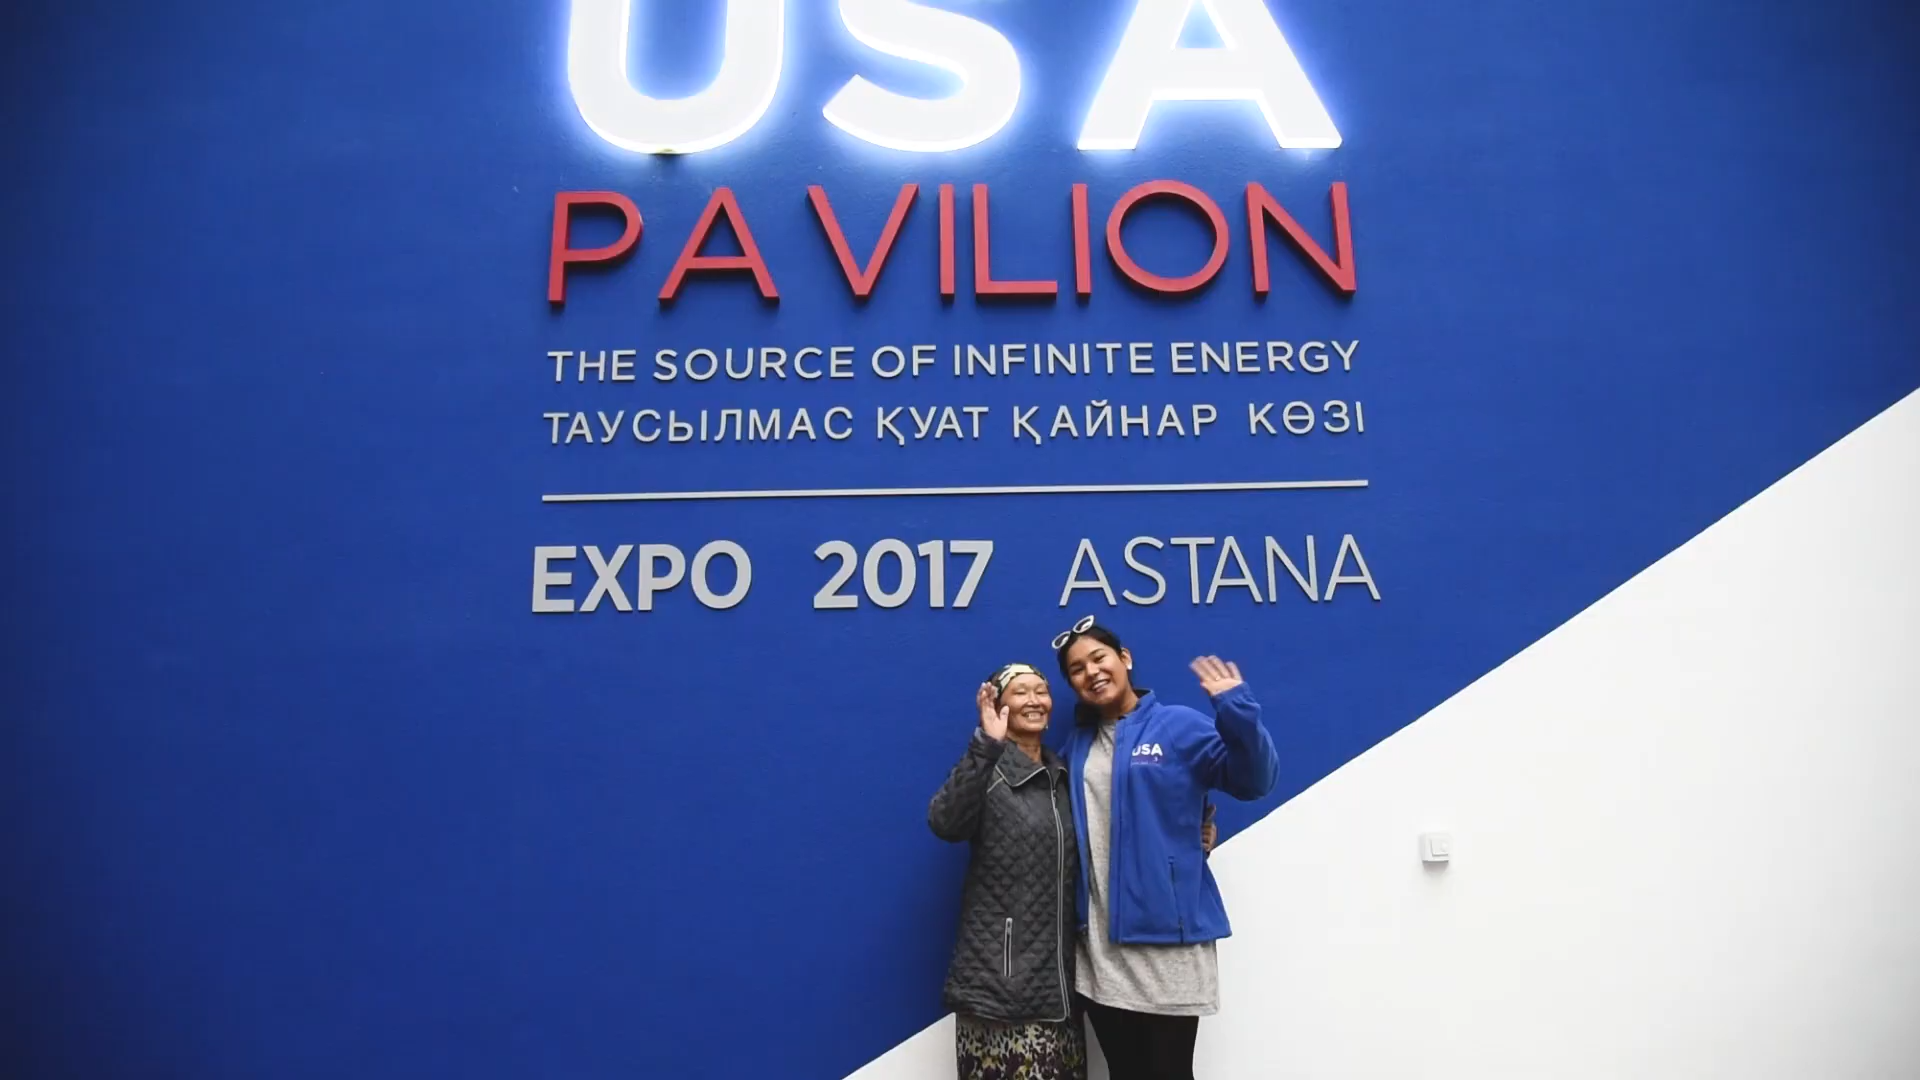 USA
PAVILION
THE SOURCE OF INFINITE ENERGY
ТАУСЫЛМАС ҚУАТ ҚАЙНАР КӨЗІ
EXPO 2017 ASTANA
USA